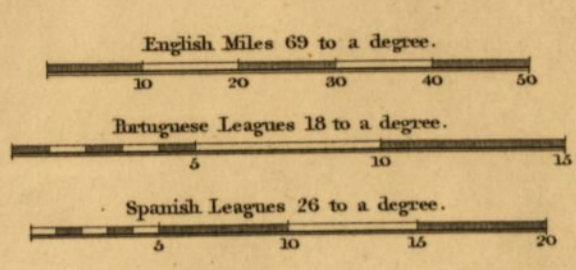 English Miles 69 to a degree.
10 20 30 40 50
Portuguese Leagues 18 to a degree.
5 10 15
Spanish Leagues 26 to a degree.
5 10 15 20